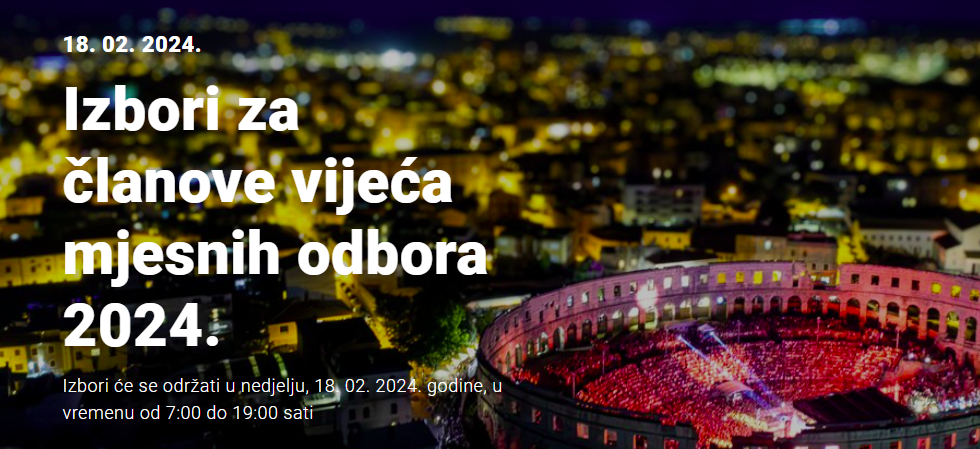 18. 02. 2024.
Izbori za
članove vijeća
mjesnih odbora
2024.
Izbori će se održati u nedjelju, 18. 02. 2024. godine, u
vremenu od 7:00 do 19:00 sati